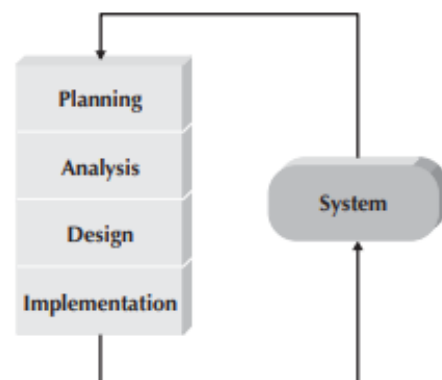 Planning
Analysis
Design
Implementation
System